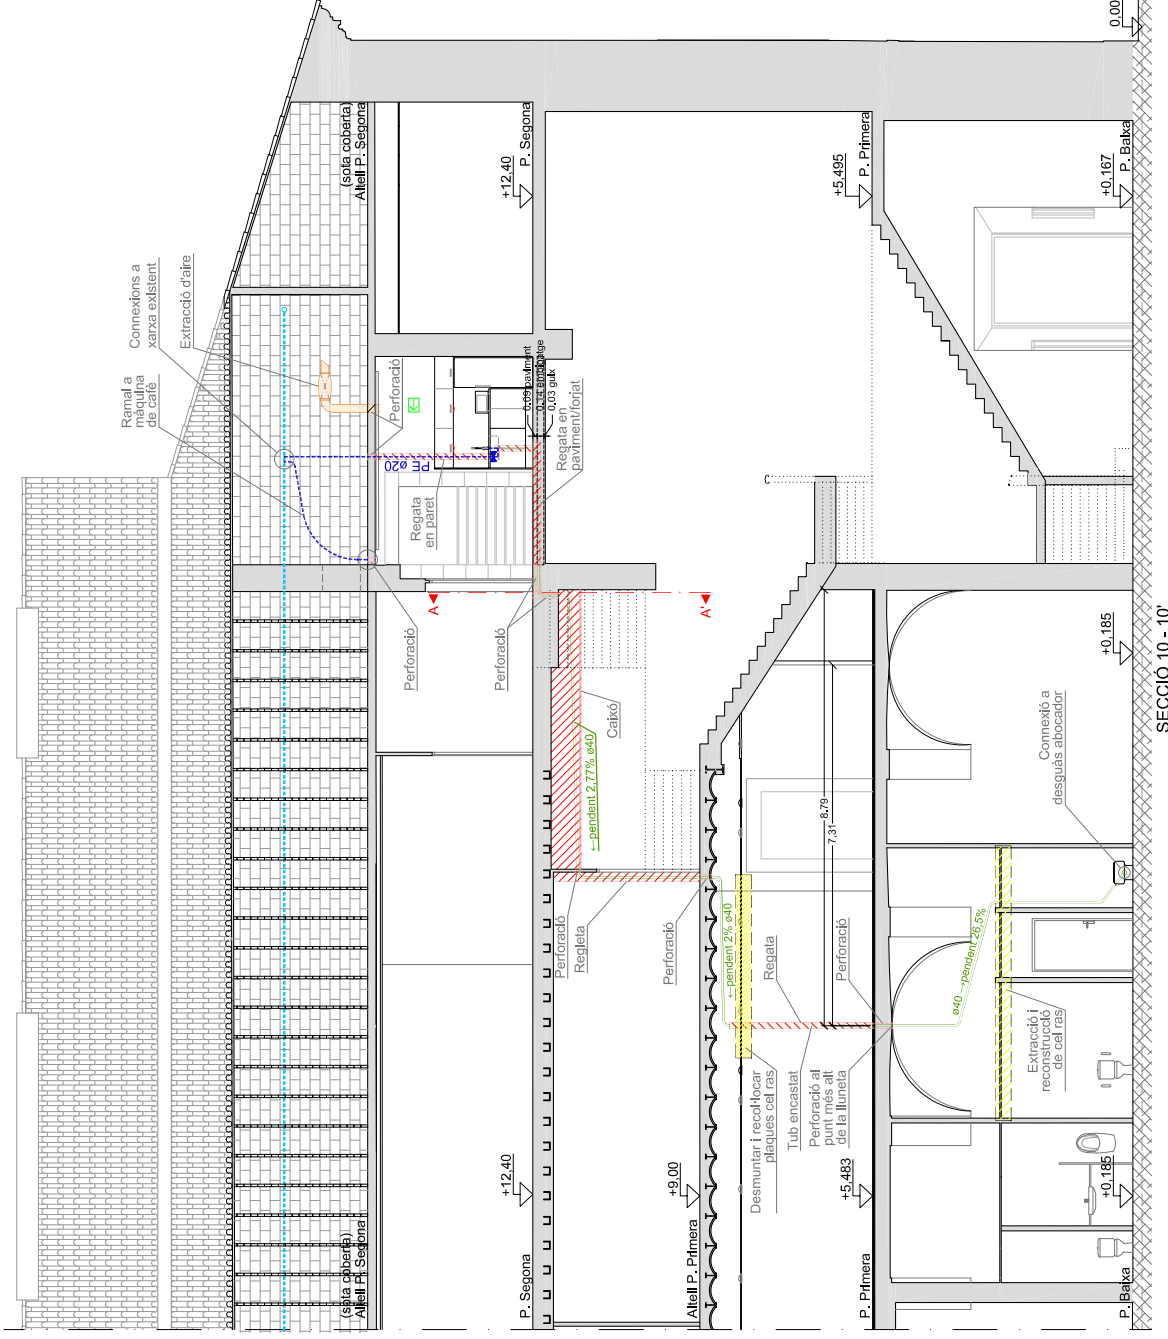 Connexions a
xarxa existent
Extracció d'aire
Ramal a
màquina
de cafè
(sota coberta)
Altell P. Segona
+12,40
P. Segona
+5,495
P. Primera
0,00
+0,167
P. Baixa
Perforació
PE ø20
Regata
en paret
0.09 paviment
0.03 guix
Regata en
paviment/forjat
A
A'
Perforació
Perforació
Caixó
←pendent 2,77% ø40
Perforació
Regleta
Perforació
←pendent 2% ø40
8,79
7,31
Regata
Perforació
Desmuntar i recol·locar
plaques cel ras
Tub encastat
Perforació al
punt més alt
de la lluneta
+0,185
Connexió a
desguàs abocador
ø40 →pendent 26,5%
Extracció i
reconstrucció
de cel ras
(sota coberta)
Altell P. Segona
+12,40
P. Segona
+9,00
Altell P. Primera
+5,483
P. Primera
+0,185
P. Baixa
SECCIÓ 10 - 10'